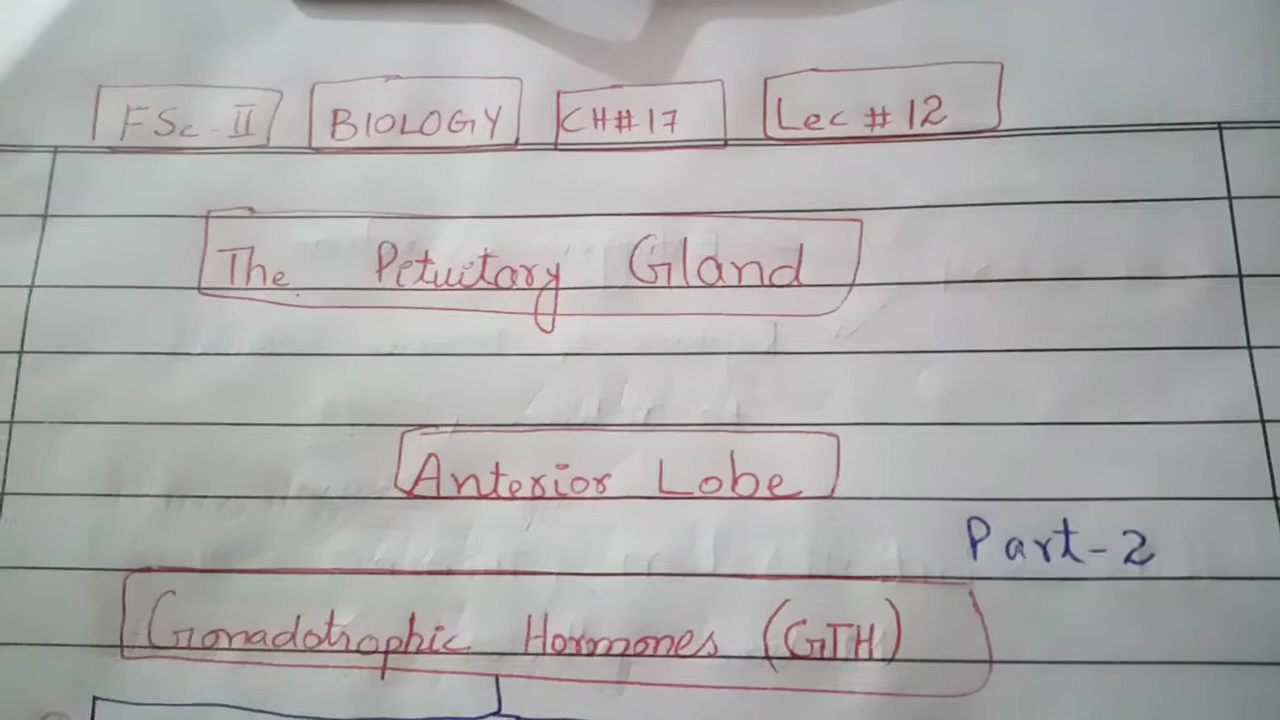 FSc-II BIOLOGY CH#17 Lec#12
The Petuitary Gland
Anterior Lobe
Part-2
Gonadotrophic Hormones (GTH)